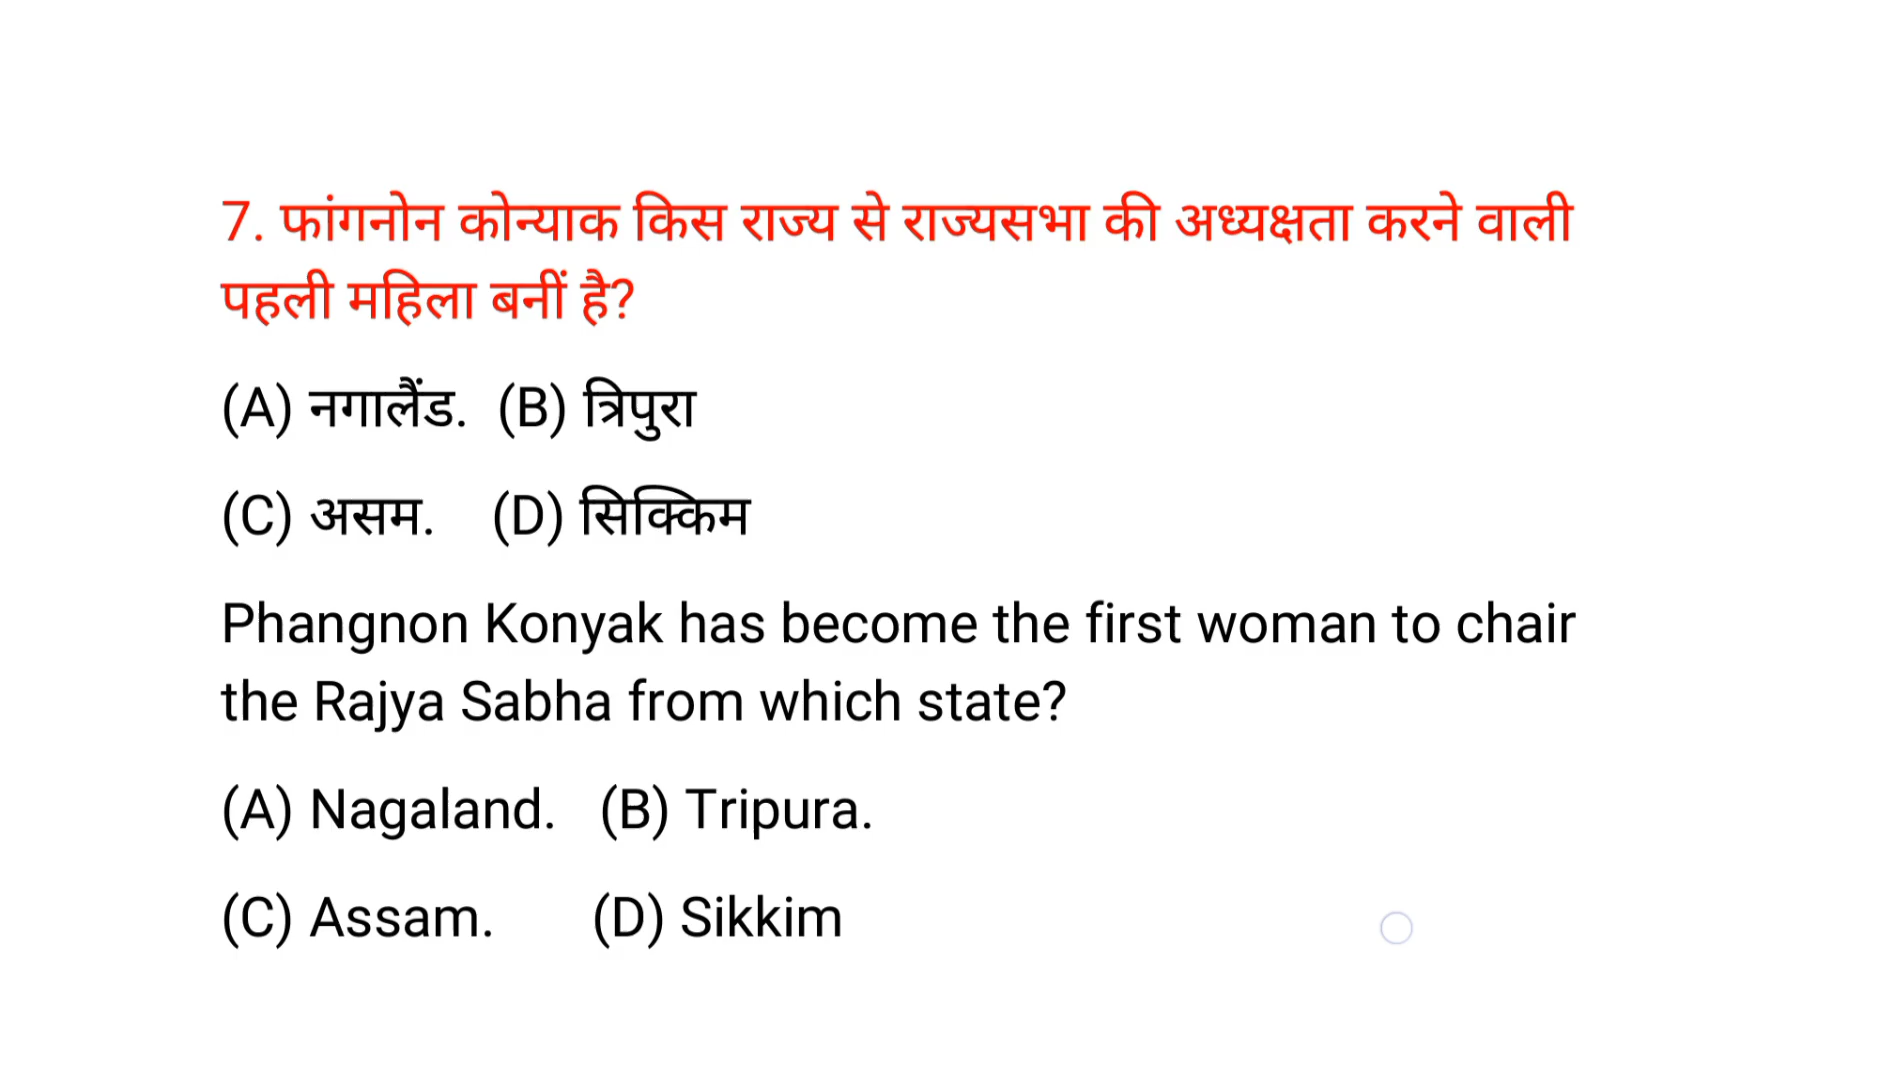 7. फांगनोन कोन्याक किस राज्य से राज्यसभा की अध्यक्षता करने वाली
पहली महिला बनीं है?
(A) नगालैंड. (B) त्रिपुरा
(C) असम. (D) सिक्किम
Phangnon Konyak has become the first woman to chair
the Rajya Sabha from which state?
(A) Nagaland. (B) Tripura.
(C) Assam. (D) Sikkim